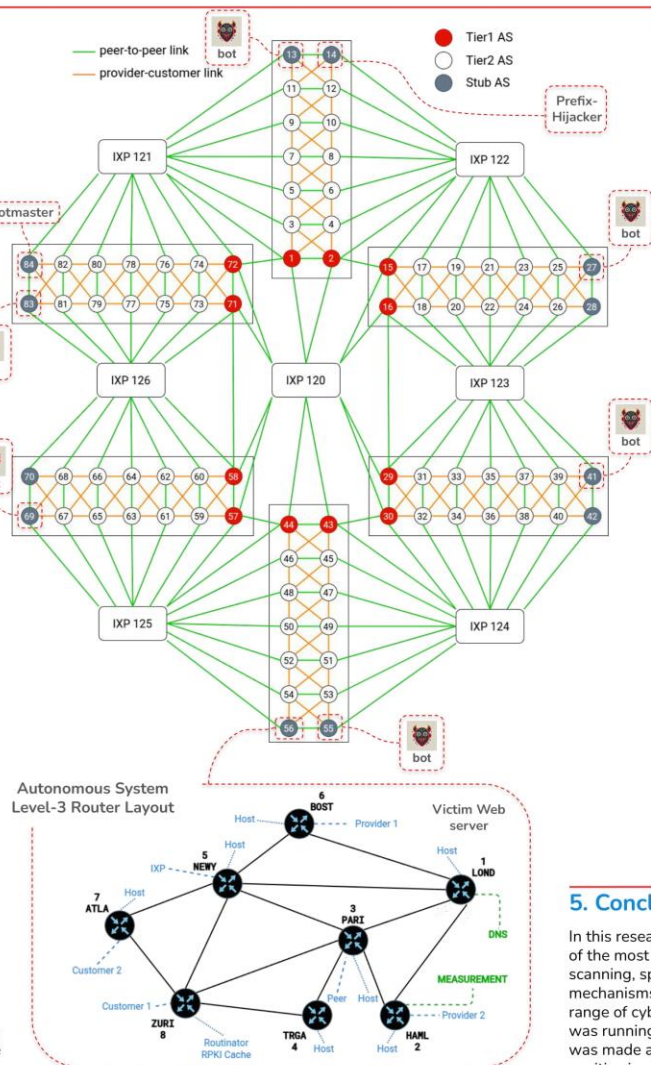 peer-to-peer link
provider-customer link
bot
Tier1 AS
Tier2 AS
Stub AS
Prefix-
Hijacker
13 14
11 12
9 10
7 8
5 6
3 4
1 2
IXP 121
IXP 122
otmaster
84 82 80 78 76 74 72
83 81 79 77 75 73 71
15 17 19 21 23 25 27
16 18 20 22 24 26 28
bot
IXP 126
IXP 120
IXP 123
bot
70 68 66 64 62 60 58
69 67 65 63 61 59 57
29 31 33 35 37 39 41
30 32 34 36 38 40 42
44 43
46 45
48 47
50 49
52 51
54 53
56 55
IXP 125
IXP 124
bot
Autonomous System
Level-3 Router Layout
6
BOST
Host
Provider 1
Victim Web
server
5
NEWY
Host
IXP
1
LOND
Host
DNS
7
ATLA
Host
Customer 2
3
PARI
Peer
Host
MEASUREMENT
Customer 1
ZURI
8
Routinator
RPKI Cache
TRGA
4
Host
HAML
2
Provider 2
Host
5. Concl
In this resea
of the most
scanning, sp
mechanisms
range of cyb
was running
was made a